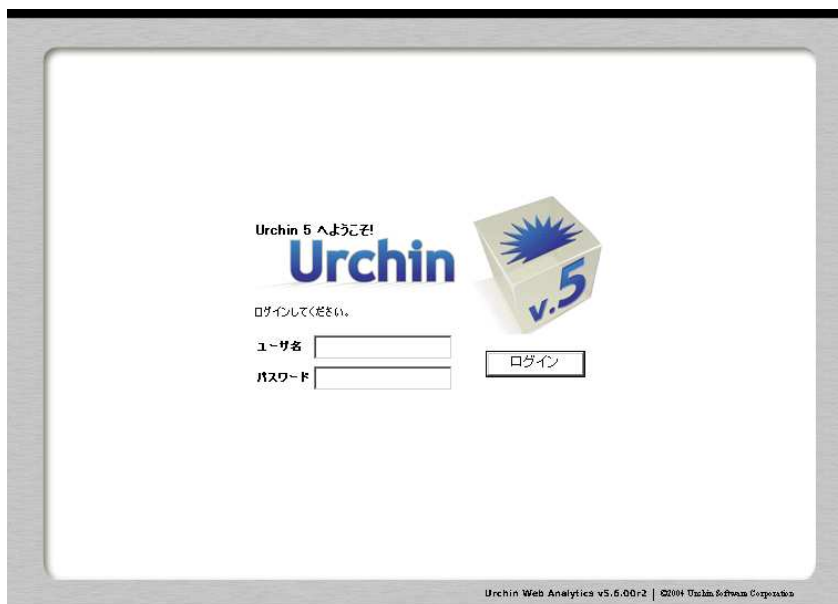 Urchin 5 へようこそ!
Urchin
v.5
ログインしてください。
ユーザ名
ログイン
パスワード
Urchin Web Analytics v5.6.00r2 | ©2004 Urchin Software Corporation